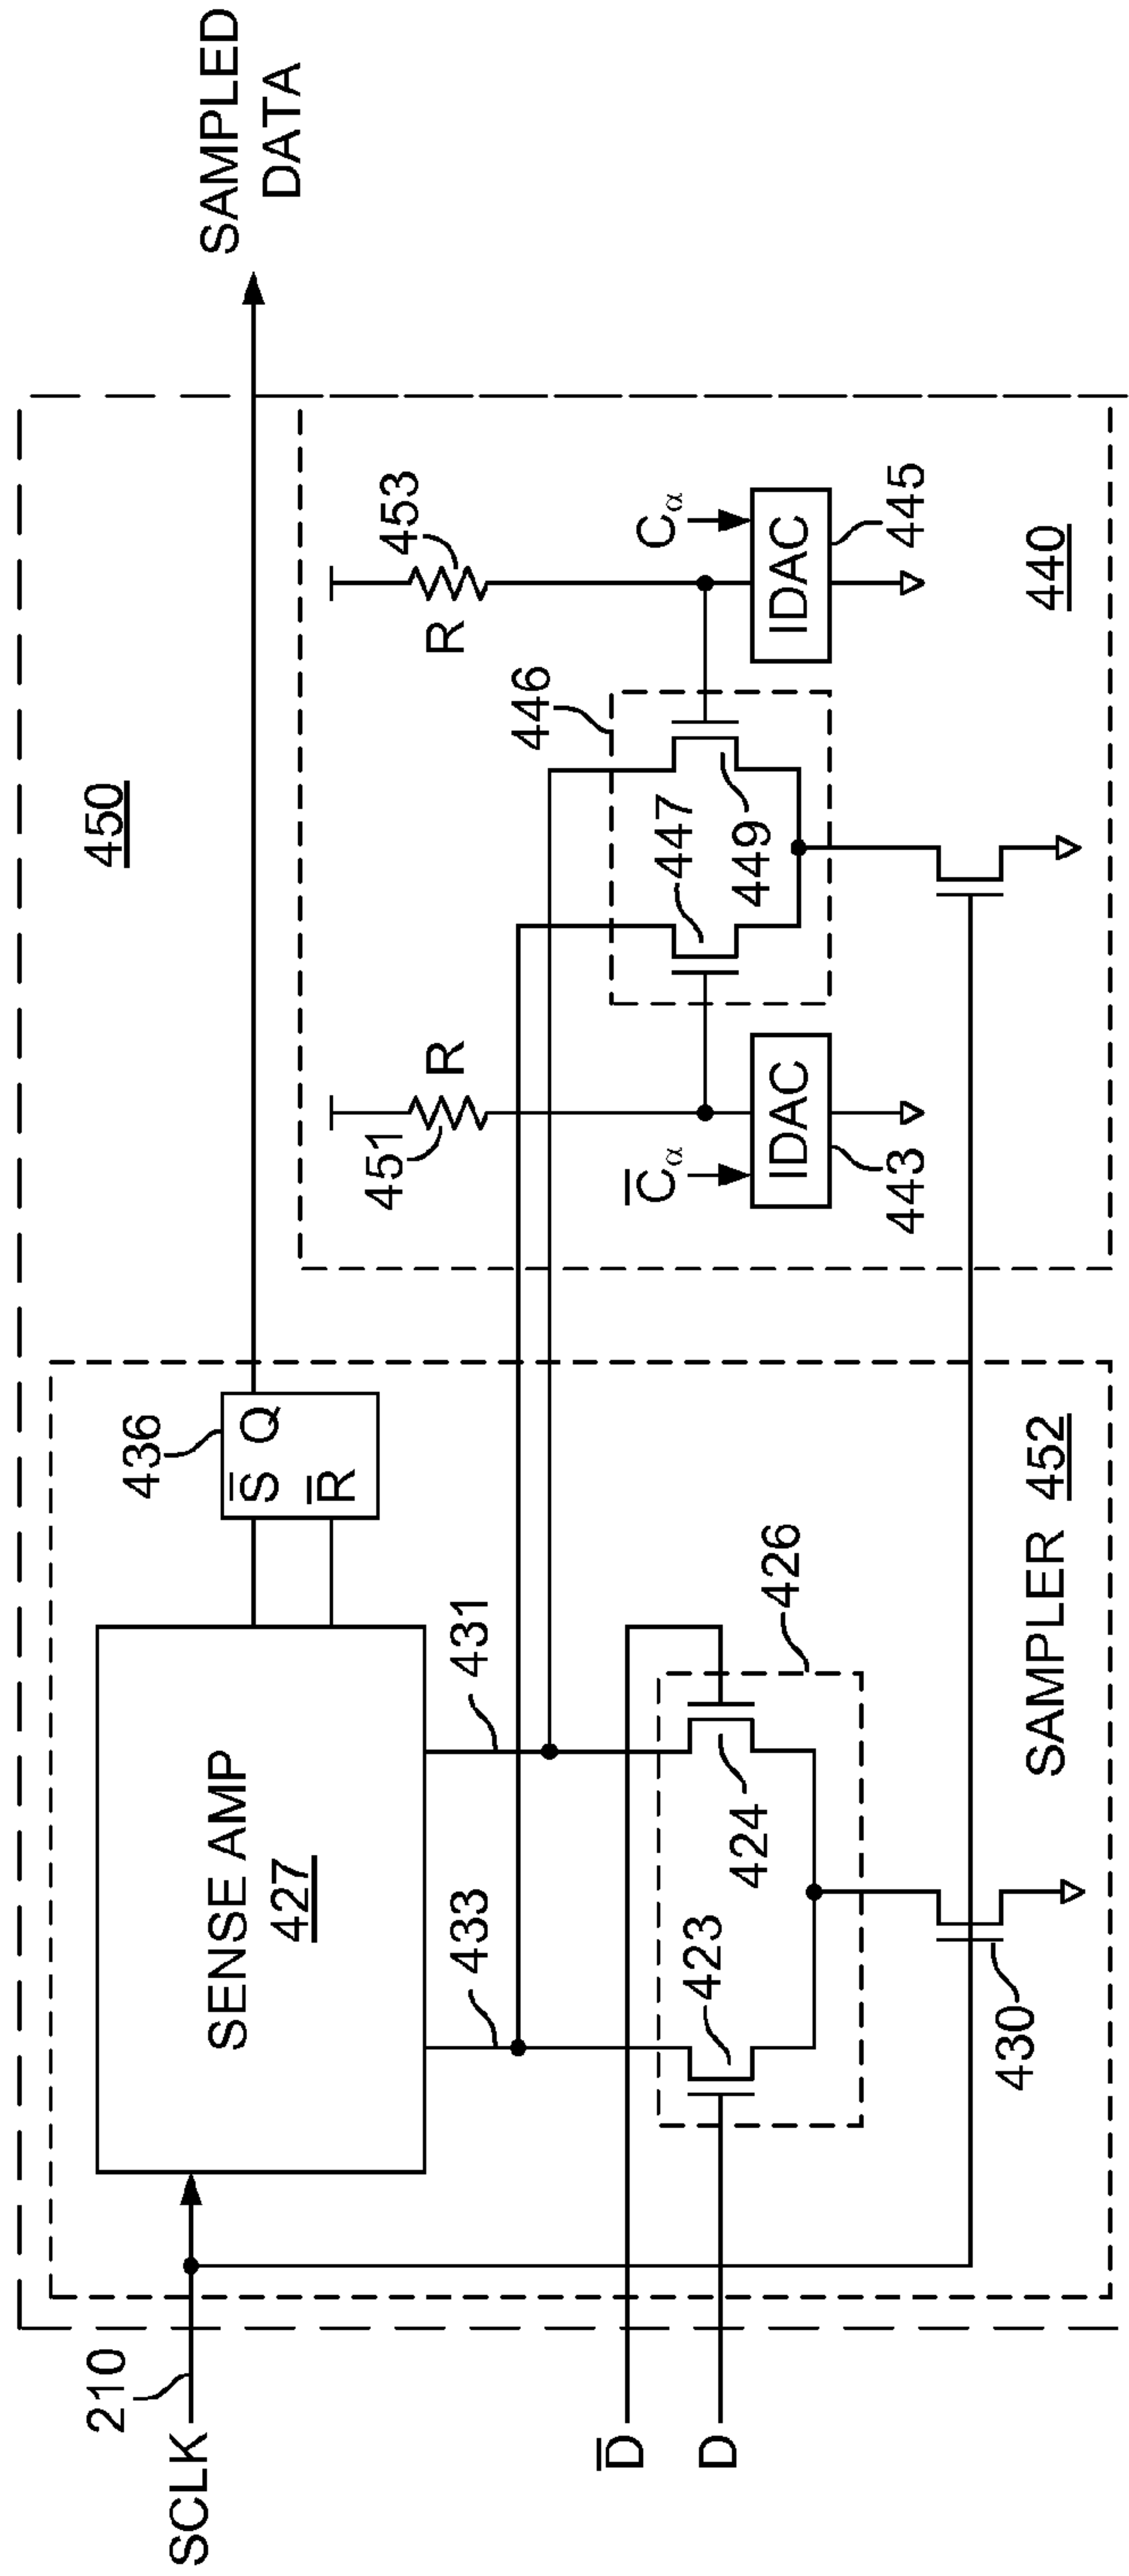 450
SAMPLED
DATA
SCLK
210
SENSE AMP
427
436
S̅ Q
R̅
433
431
D̅
D
423
424
426
430
SAMPLER 452
451
R
R
453
446
447
449
C̅α
Cα
IDAC
443
IDAC
445
440